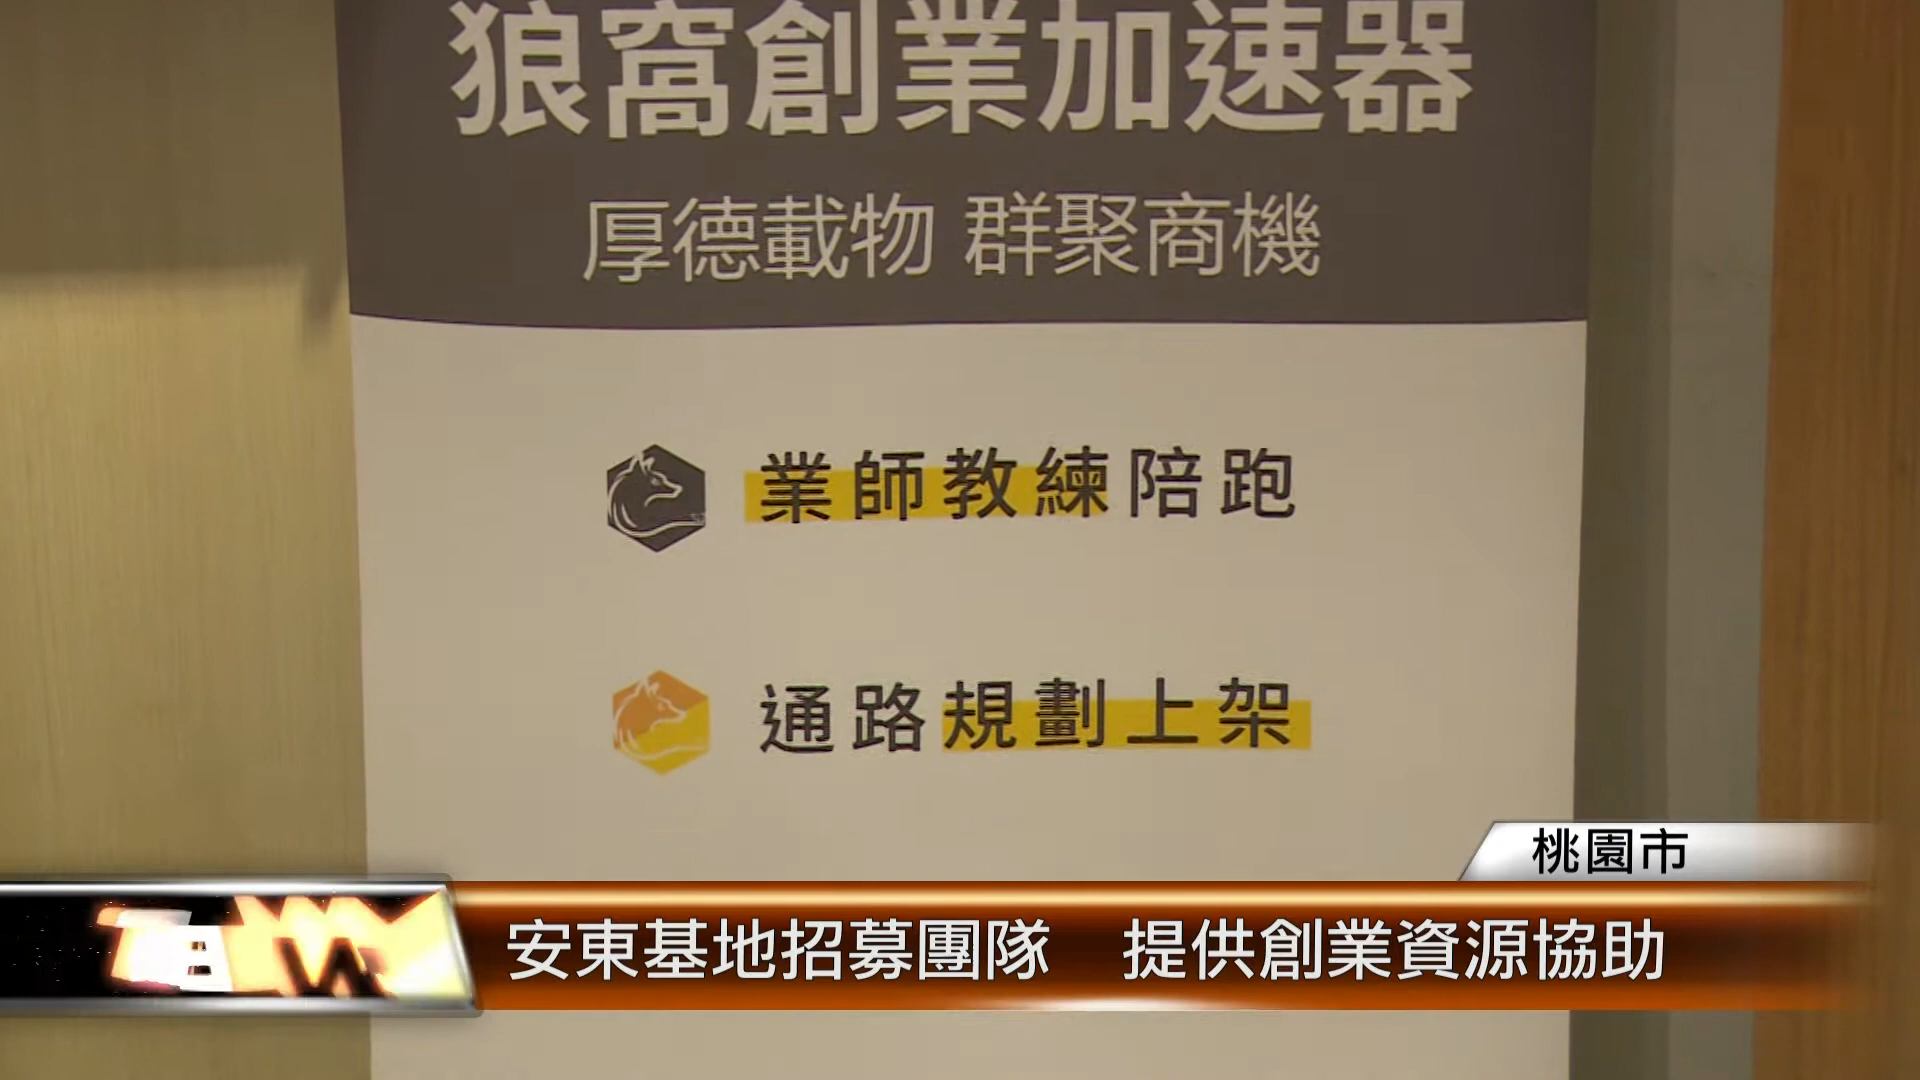 狼窩創業加速器
厚德載物 群聚商機
業師教練陪跑
通路規劃上架
桃園市
安東基地招募團隊 提供創業資源協助